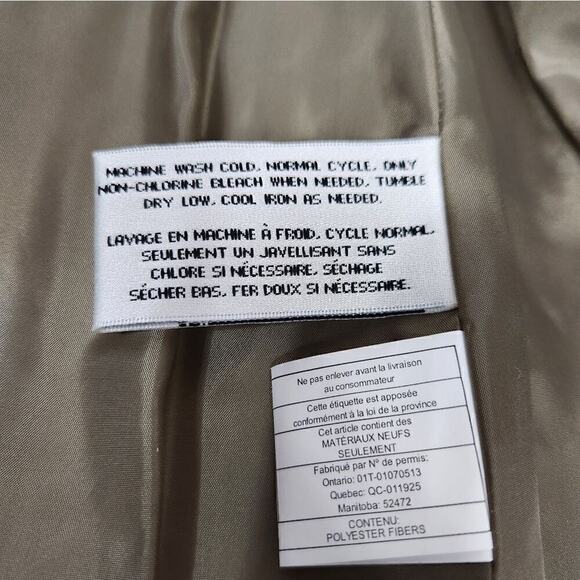 MACHINE WASH COLD, NORMAL CYCLE, ONLY
NON-CHLORINE BLEACH WHEN NEEDED, TUMBLE
DRY LOW, COOL IRON AS NEEDED.
LAVAGE EN MACHINE À FROID, CYCLE NORMAL,
SEULEMENT UN JAVELLISANT SANS
CHLORE SI NÉCESSAIRE, SÉCHAGE
SÉCHER BAS, FER DOUX SI NÉCESSAIRE.
Ne pas enlever avant la livraison
au consommateur
Cette étiquette est apposée
conformément à la loi de la province
Cet article contient des
MATÉRIAUX NEUFS
SEULEMENT
Fabriqué par N° de permis:
Ontario: 01T-01070513
Quebec: QC-011925
Manitoba: 52472
CONTENU:
POLYESTER FIBERS